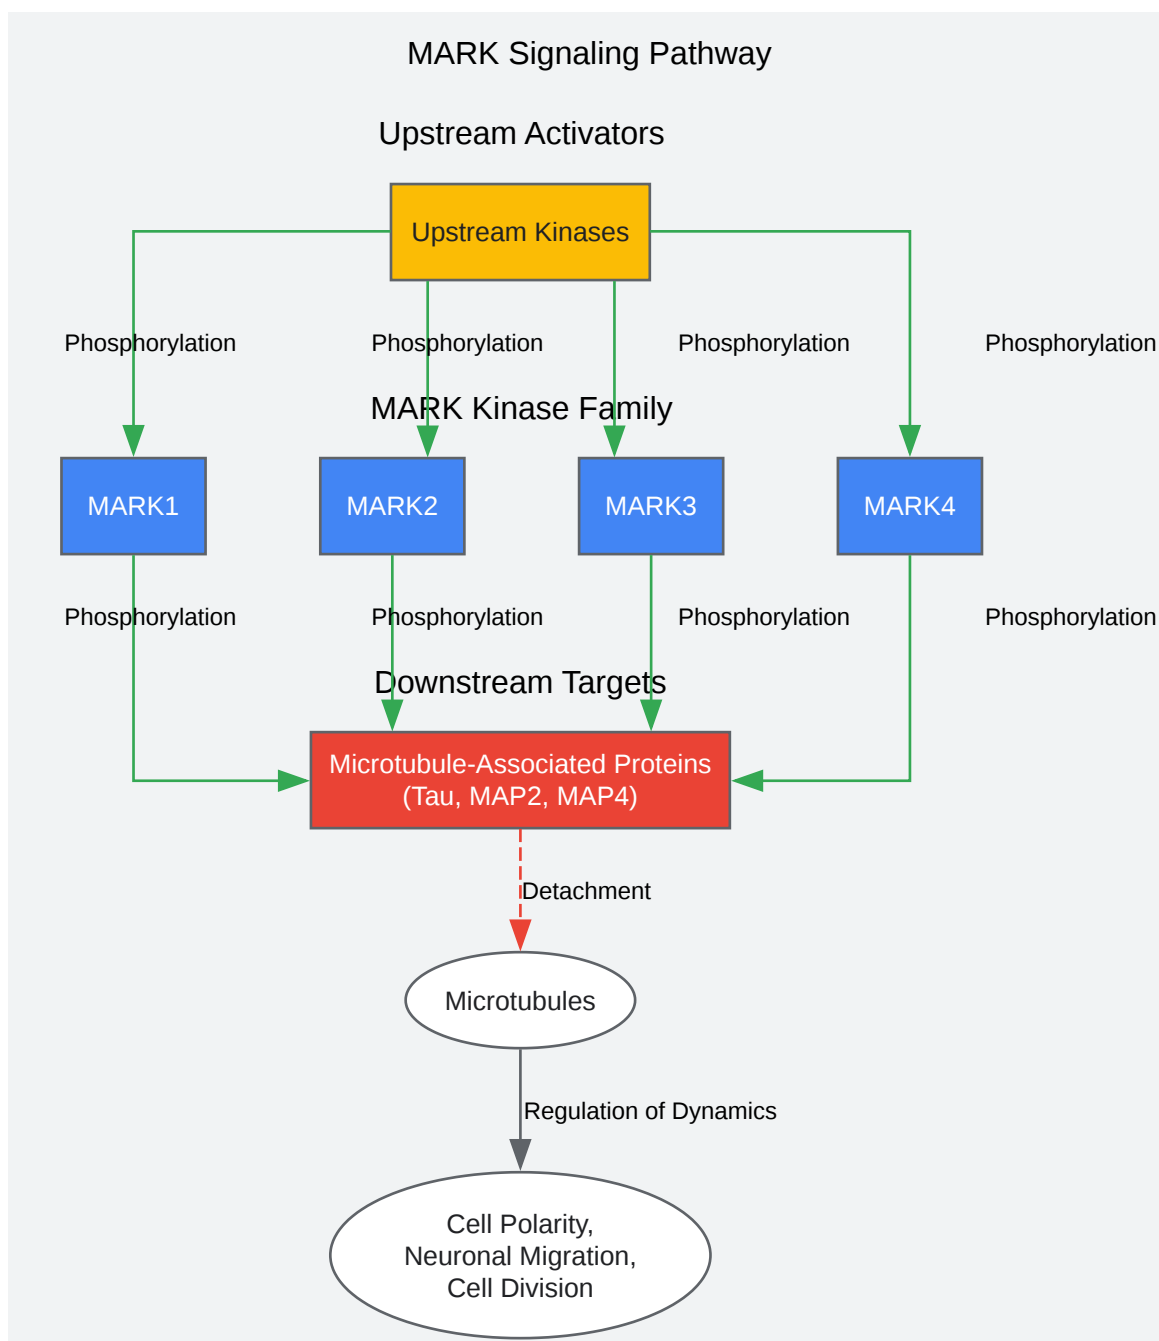 MARK Signaling Pathway
Upstream Activators
Upstream Kinases
Phosphorylation
Phosphorylation
Phosphorylation
Phosphorylation
MARK Kinase Family
MARK1
MARK2
MARK3
MARK4
Phosphorylation
Phosphorylation
Phosphorylation
Phosphorylation
Downstream Targets
Microtubule-Associated Proteins
(Tau, MAP2, MAP4)
Detachment
Microtubules
Regulation of Dynamics
Cell Polarity,
Neuronal Migration,
Cell Division